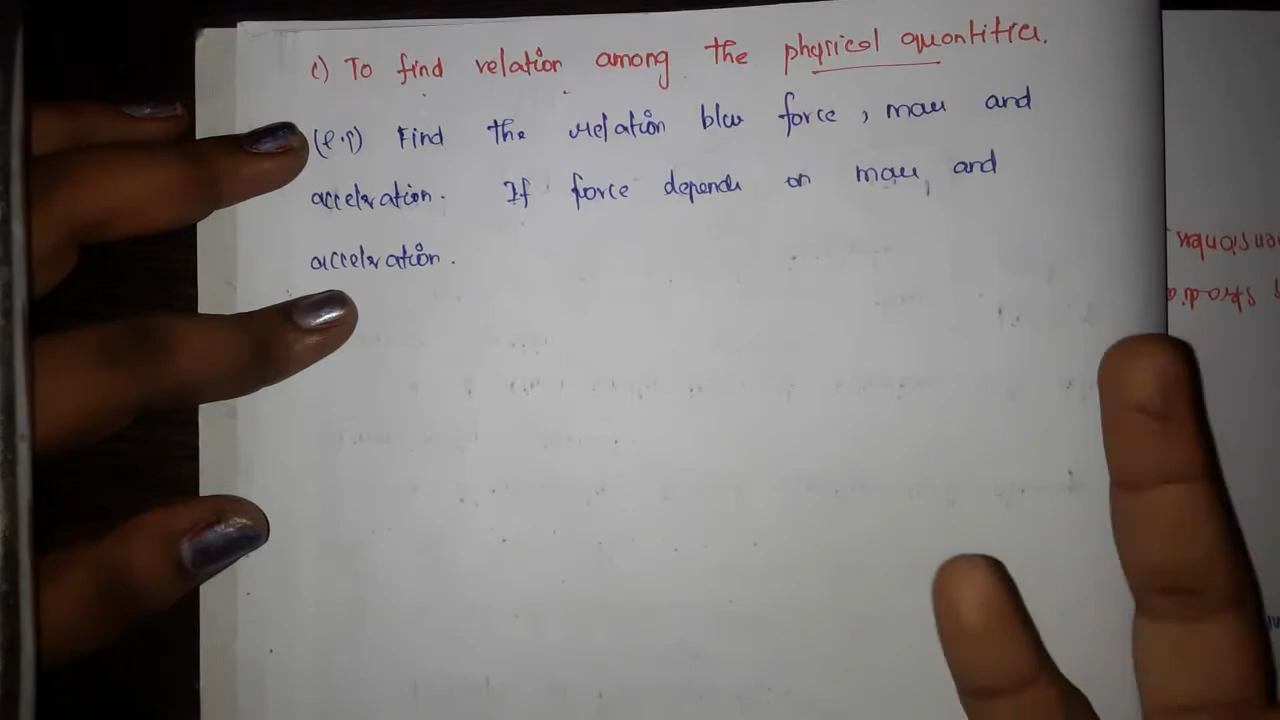 c) To find relation among the physical quantities.
(e.g) Find the relation b/w force, mass and
acceleration. If force depends on mass and
acceleration.